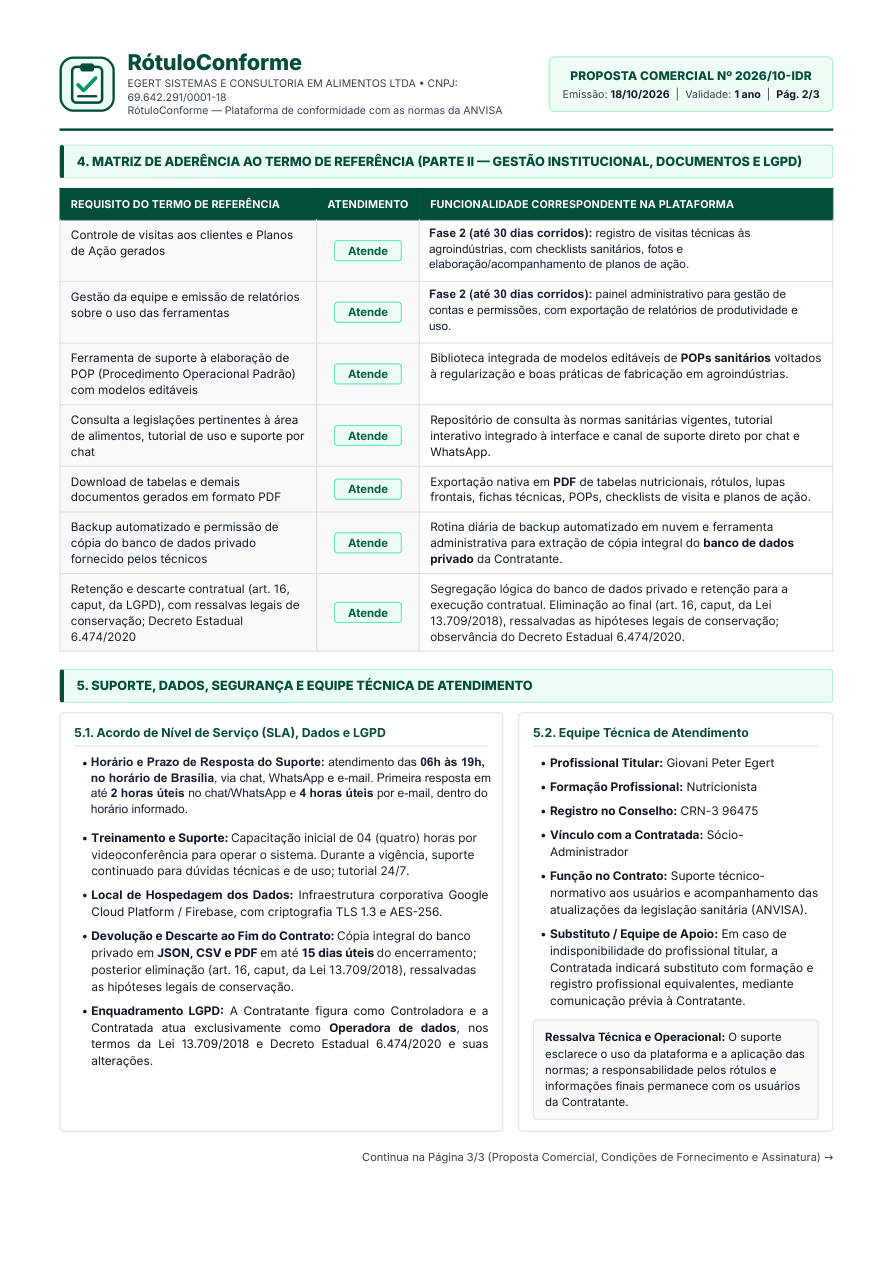 RótuloConforme
EGERT SISTEMAS E CONSULTORIA EM ALIMENTOS LTDA • CNPJ:
69.642.291/0001-18
RótuloConforme — Plataforma de conformidade com as normas da ANVISA
PROPOSTA COMERCIAL Nº 2026/10-IDR
Emissão: 18/10/2026 | Validade: 1 ano | Pág. 2/3
4. MATRIZ DE ADERÊNCIA AO TERMO DE REFERÊNCIA (PARTE II — GESTÃO INSTITUCIONAL, DOCUMENTOS E LGPD)
REQUISITO DO TERMO DE REFERÊNCIA ATENDIMENTO FUNCIONALIDADE CORRESPONDENTE NA PLATAFORMA
Controle de visitas aos clientes e Planos
de Ação gerados
Atende
Fase 2 (até 30 dias corridos): registro de visitas técnicas às
agroindústrias, com checklists sanitários, fotos e
elaboração/acompanhamento de planos de ação.
Gestão da equipe e emissão de relatórios
sobre o uso das ferramentas
Atende
Fase 2 (até 30 dias corridos): painel administrativo para gestão de
contas e permissões, com exportação de relatórios de produtividade e
uso.
Ferramenta de suporte à elaboração de
POP (Procedimento Operacional Padrão)
com modelos editáveis
Atende
Biblioteca integrada de modelos editáveis de POPs sanitários voltados
à regularização e boas práticas de fabricação em agroindústrias.
Consulta a legislações pertinentes à área
de alimentos, tutorial de uso e suporte por
chat
Atende
Repositório de consulta às normas sanitárias vigentes, tutorial
interativo integrado à interface e canal de suporte direto por chat e
WhatsApp.
Download de tabelas e demais
documentos gerados em formato PDF
Atende
Exportação nativa em PDF de tabelas nutricionais, rótulos, lupas
frontais, fichas técnicas, POPs, checklists de visita e planos de ação.
Backup automatizado e permissão de
cópia do banco de dados privado
fornecido pelos técnicos
Atende
Rotina diária de backup automatizado em nuvem e ferramenta
administrativa para extração de cópia integral do banco de dados
privado da Contratante.
Retenção e descarte contratual (art. 16,
caput, da LGPD), com ressalvas legais de
conservação; Decreto Estadual
6.474/2020
Atende
Segregação lógica do banco de dados privado e retenção para a
execução contratual. Eliminação ao final (art. 16, caput, da Lei
13.709/2018), ressalvadas as hipóteses legais de conservação;
observância do Decreto Estadual 6.474/2020.
5. SUPORTE, DADOS, SEGURANÇA E EQUIPE TÉCNICA DE ATENDIMENTO
5.1. Acordo de Nível de Serviço (SLA), Dados e LGPD
• Horário e Prazo de Resposta do Suporte: atendimento das 06h às 19h,
no horário de Brasília, via chat, WhatsApp e e-mail. Primeira resposta em
até 2 horas úteis no chat/WhatsApp e 4 horas úteis por e-mail, dentro do
horário informado.
• Treinamento e Suporte: Capacitação inicial de 04 (quatro) horas por
videoconferência para operar o sistema. Durante a vigência, suporte
continuado para dúvidas técnicas e de uso; tutorial 24/7.
• Local de Hospedagem dos Dados: Infraestrutura corporativa Google
Cloud Platform / Firebase, com criptografia TLS 1.3 e AES-256.
• Devolução e Descarte ao Fim do Contrato: Cópia integral do banco
privado em JSON, CSV e PDF em até 15 dias úteis do encerramento;
posterior eliminação (art. 16, caput, da Lei 13.709/2018), ressalvadas
as hipóteses legais de conservação.
• Enquadramento LGPD: A Contratante figura como Controladora e a
Contratada atua exclusivamente como Operadora de dados, nos
termos da Lei 13.709/2018 e Decreto Estadual 6.474/2020 e suas
alterações.
5.2. Equipe Técnica de Atendimento
• Profissional Titular: Giovani Peter Egert
• Formação Profissional: Nutricionista
• Registro no Conselho: CRN-3 96475
• Vínculo com a Contratada: Sócio-
Administrador
• Função no Contrato: Suporte técnico-
normativo aos usuários e acompanhamento das
atualizações da legislação sanitária (ANVISA).
• Substituto / Equipe de Apoio: Em caso de
indisponibilidade do profissional titular, a
Contratada indicará substituto com formação e
registro profissional equivalentes, mediante
comunicação prévia à Contratante.
Ressalva Técnica e Operacional: O suporte
esclarece o uso da plataforma e a aplicação das
normas; a responsabilidade pelos rótulos e
informações finais permanece com os usuários
da Contratante.
Continua na Página 3/3 (Proposta Comercial, Condições de Fornecimento e Assinatura) →